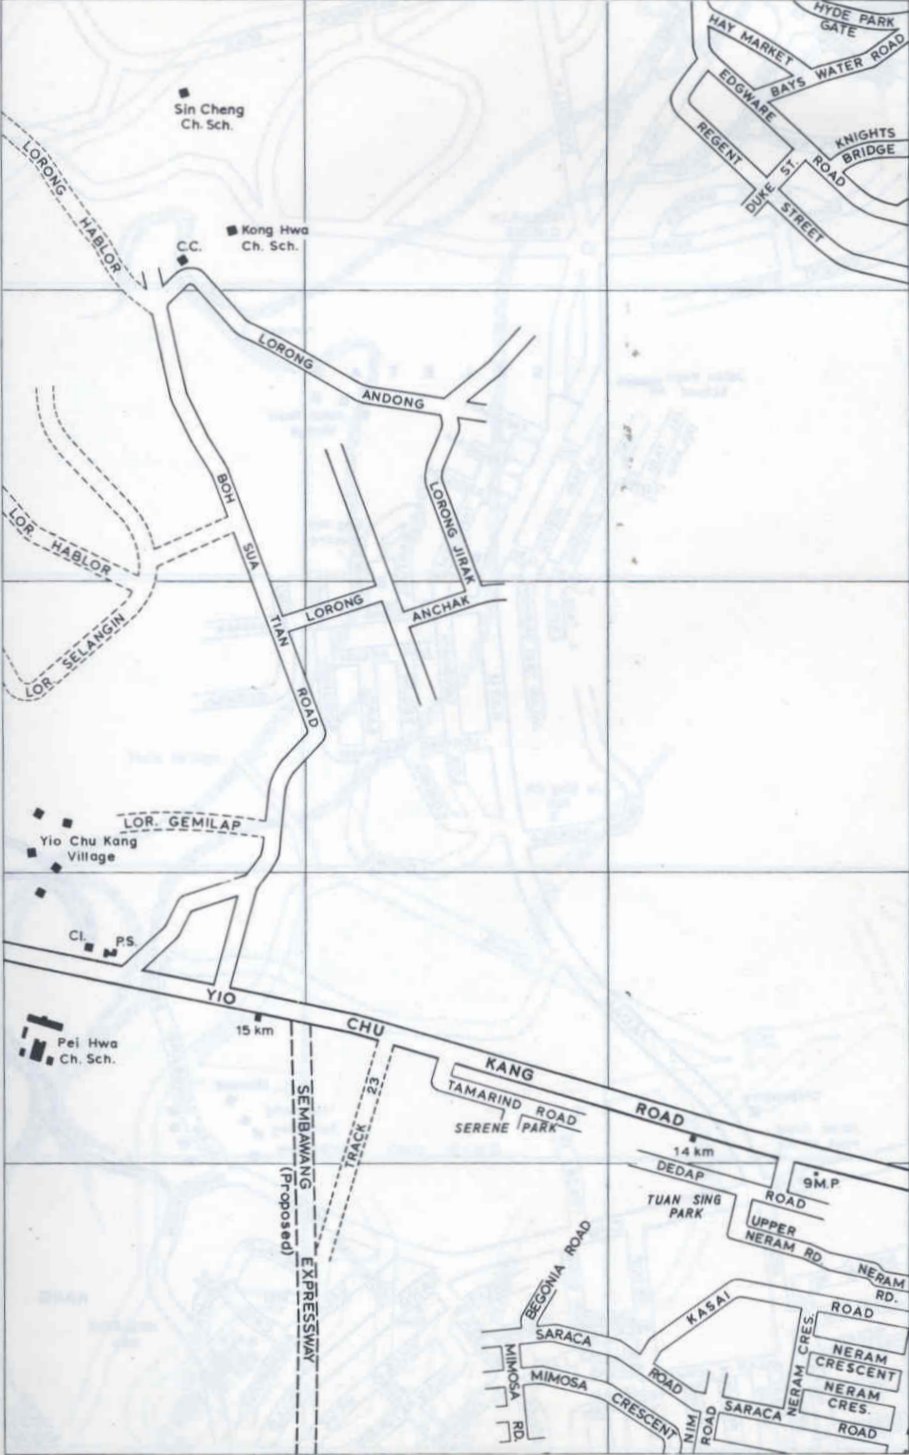 HYDE PARK
GATE
HAY MARKET
BAYS WATER ROAD
EDGWARE
ROAD
KNIGHTS
BRIDGE
REGENT
STREET
DUKE ST.
Sin Cheng
Ch. Sch.
LORONG
HABLOR
Kong Hwa
Ch. Sch.
C.C.
LORONG
ANDONG
LORONG JIRAK
BOH
SUA
TIAN
ROAD
LOR. HABLOR
LOR. SELANGIN
LORONG
ANCHAK
LOR. GEMILAP
Yio Chu Kang
Village
Cl.
P.S.
YIO
CHU
KANG
ROAD
15 km
Pei Hwa
Ch. Sch.
SEMBAWANG
EXPRESSWAY
(Proposed)
TRACK 23
TAMARIND ROAD
SERENE PARK
14 km
9M.P.
DEDAP
ROAD
TUAN SING
PARK
UPPER
NERAM RD.
NERAM
RD.
BEGONIA ROAD
KASAI
ROAD
SARACA
ROAD
MIMOSA
RD.
MIMOSA
CRESCENT
NIM
ROAD
SARACA
ROAD
NERAM CRES.
NERAM
CRESCENT
NERAM
CRES.